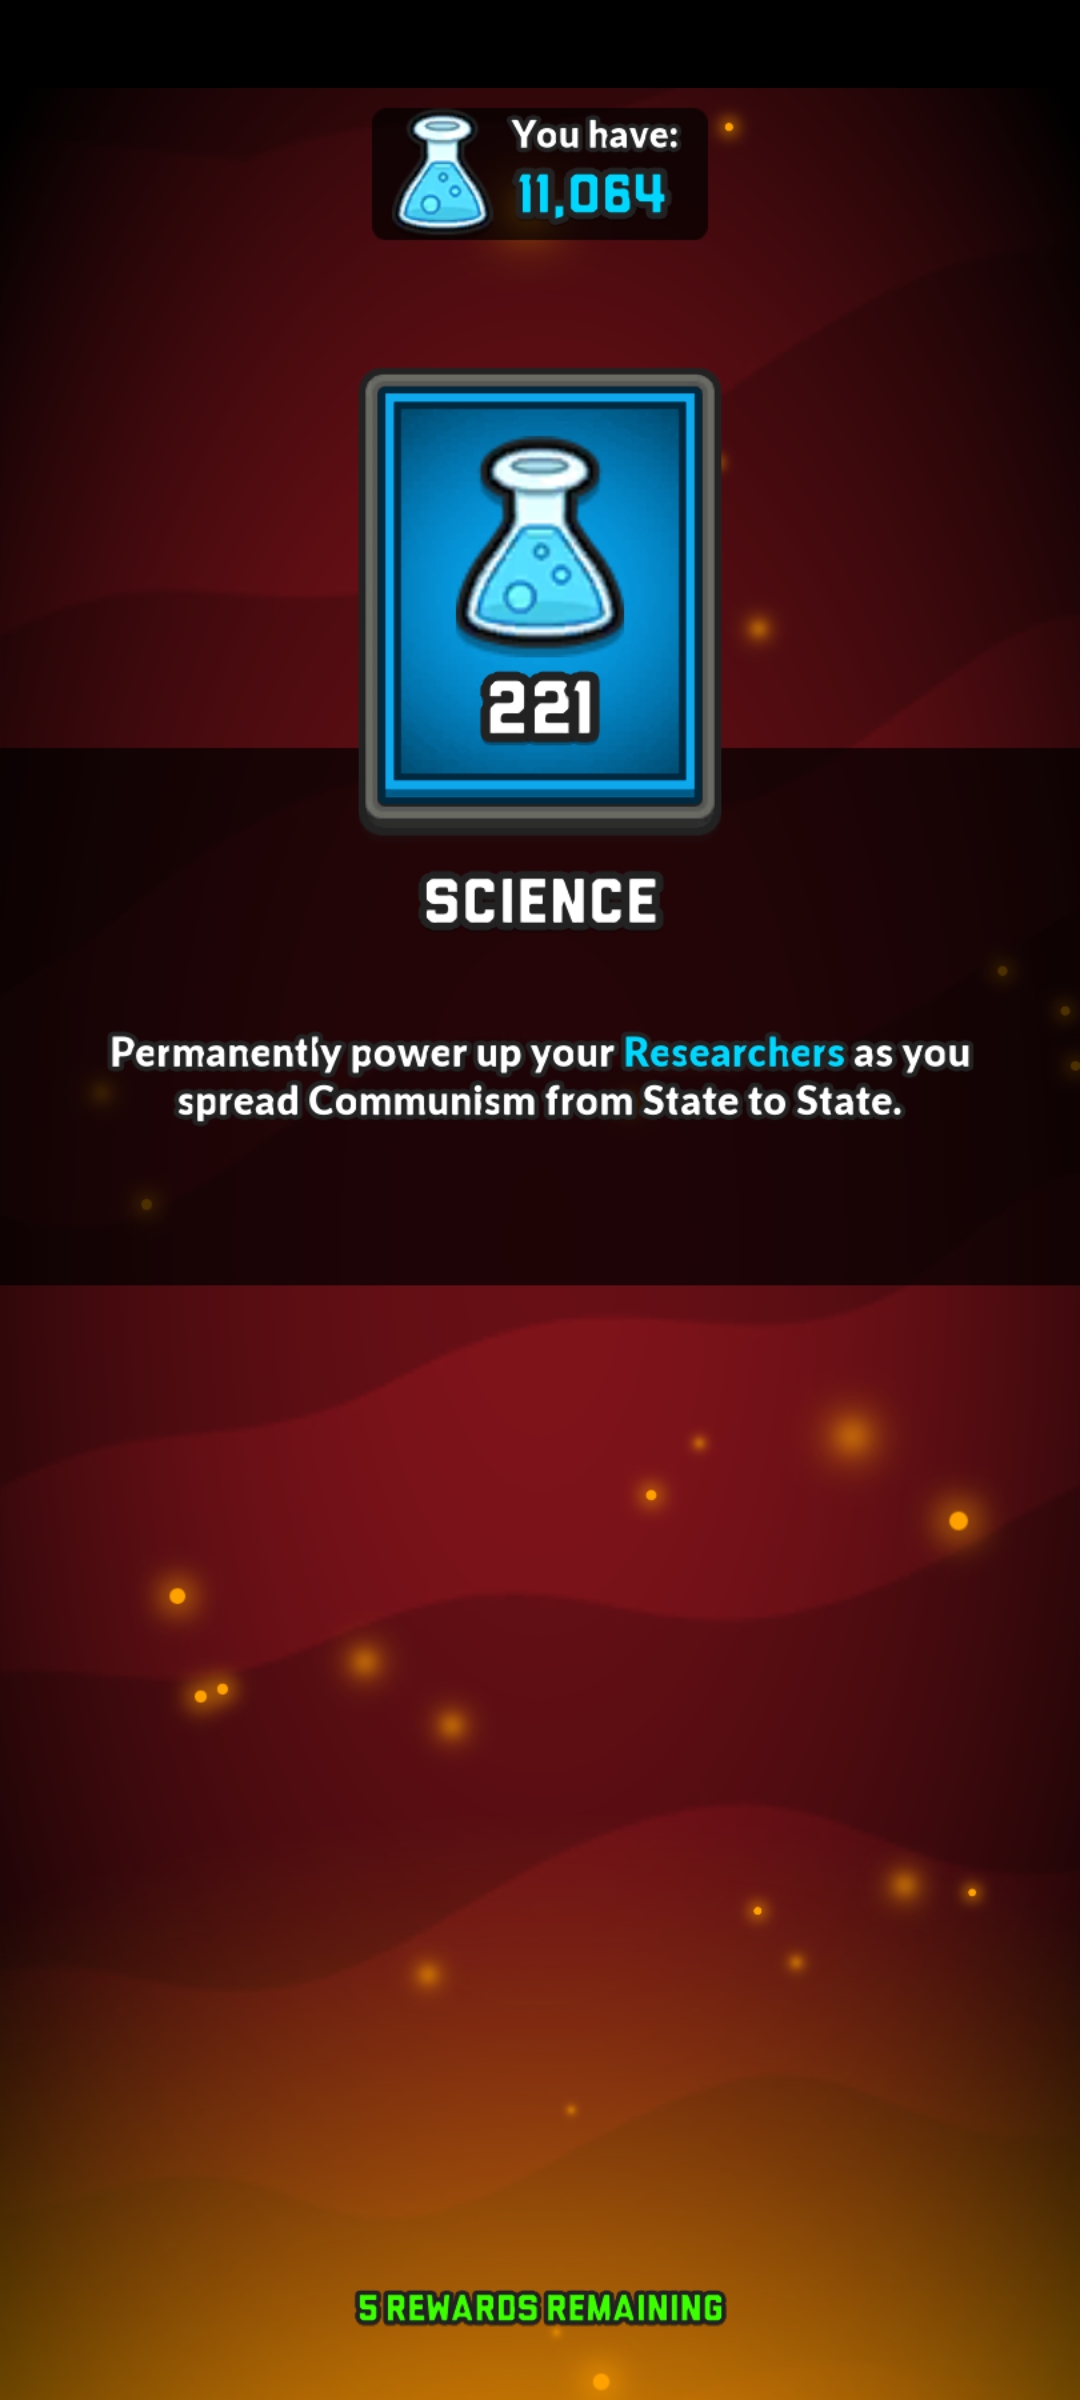 You have:
11,064
221
SCIENCE
Permanently power up your Researchers as you
spread Communism from State to State.
5 REWARDS REMAINING